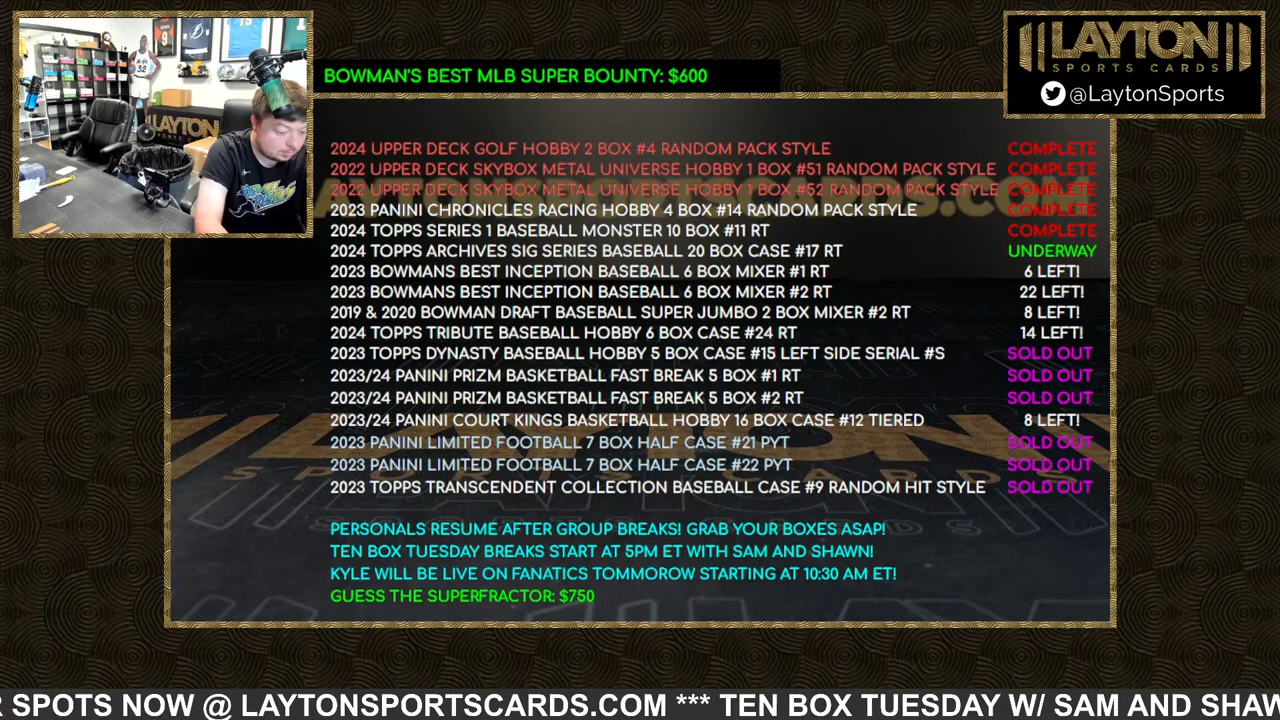 BOWMAN'S BEST MLB SUPER BOUNTY: $600
LAYTON
SPORTS CARDS
@LaytonSports
2024 UPPER DECK GOLF HOBBY 2 BOX #4 RANDOM PACK STYLE COMPLETE
2022 UPPER DECK SKYBOX METAL UNIVERSE HOBBY 1 BOX #51 RANDOM PACK STYLE COMPLETE
2022 UPPER DECK SKYBOX METAL UNIVERSE HOBBY 1 BOX #52 RANDOM PACK STYLE COMPLETE
2023 PANINI CHRONICLES RACING HOBBY 4 BOX #14 RANDOM PACK STYLE COMPLETE
2024 TOPPS SERIES 1 BASEBALL MONSTER 10 BOX #11 RT COMPLETE
2024 TOPPS ARCHIVES SIG SERIES BASEBALL 20 BOX CASE #17 RT UNDERWAY
2023 BOWMANS BEST INCEPTION BASEBALL 6 BOX MIXER #1 RT 6 LEFT!
2023 BOWMANS BEST INCEPTION BASEBALL 6 BOX MIXER #2 RT 22 LEFT!
2019 & 2020 BOWMAN DRAFT BASEBALL SUPER JUMBO 2 BOX MIXER #2 RT 8 LEFT!
2024 TOPPS TRIBUTE BASEBALL HOBBY 6 BOX CASE #24 RT 14 LEFT!
2023 TOPPS DYNASTY BASEBALL HOBBY 5 BOX CASE #15 LEFT SIDE SERIAL #S SOLD OUT
2023/24 PANINI PRIZM BASKETBALL FAST BREAK 5 BOX #1 RT SOLD OUT
2023/24 PANINI PRIZM BASKETBALL FAST BREAK 5 BOX #2 RT SOLD OUT
2023/24 PANINI COURT KINGS BASKETBALL HOBBY 16 BOX CASE #12 TIERED 8 LEFT!
2023 PANINI LIMITED FOOTBALL 7 BOX HALF CASE #21 PYT SOLD OUT
2023 PANINI LIMITED FOOTBALL 7 BOX HALF CASE #22 PYT SOLD OUT
2023 TOPPS TRANSCENDENT COLLECTION BASEBALL CASE #9 RANDOM HIT STYLE SOLD OUT
PERSONALS RESUME AFTER GROUP BREAKS! GRAB YOUR BOXES ASAP!
TEN BOX TUESDAY BREAKS START AT 5PM ET WITH SAM AND SHAWN!
KYLE WILL BE LIVE ON FANATICS TOMMOROW STARTING AT 10:30 AM ET!
GUESS THE SUPERFRACTOR: $750
R SPOTS NOW @ LAYTONSPORTSCARDS.COM *** TEN BOX TUESDAY W/ SAM AND SHAW